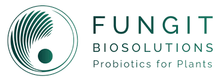 FUNGIT
BIOSOLUTIONS
Probiotics for Plants